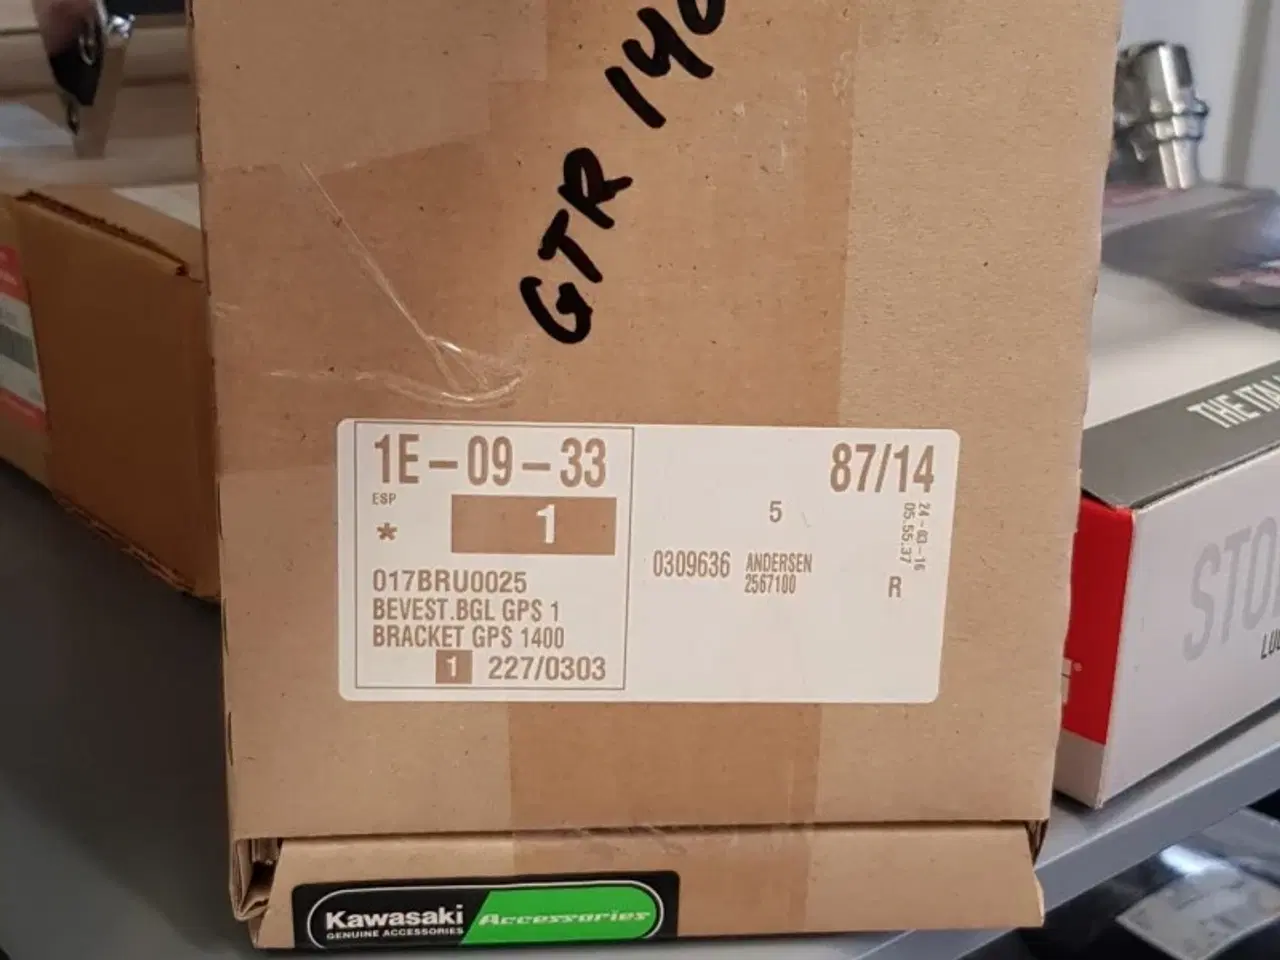 GTR 140
1E-09-33
ESP
*
1
017BRU0025
BEVEST.BGL GPS 1
BRACKET GPS 1400
1 227/0303
87/14
5
24-03-16
05.55.37
0309636 ANDERSEN
2567100
R
Kawasaki Accessories
GENUINE ACCESSORIES
THE
STO